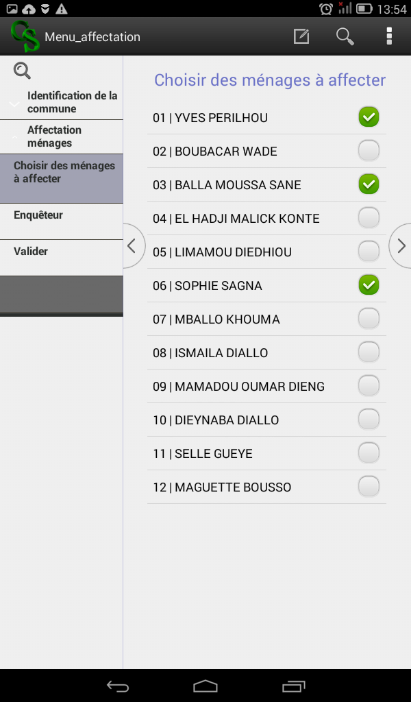 13:54
Menu_affectation
Identification de la
commune
Affectation
ménages
Choisir des ménages
à affecter
Enquêteur
Valider
Choisir des ménages à affecter
01 | YVES PERILHOU
02 | BOUBACAR WADE
03 | BALLA MOUSSA SANE
04 | EL HADJI MALICK KONTE
05 | LIMAMOU DIEDHIOU
06 | SOPHIE SAGNA
07 | MBALLO KHOUMA
08 | ISMAILA DIALLO
09 | MAMADOU OUMAR DIENG
10 | DIEYNABA DIALLO
11 | SELLE GUEYE
12 | MAGUETTE BOUSSO